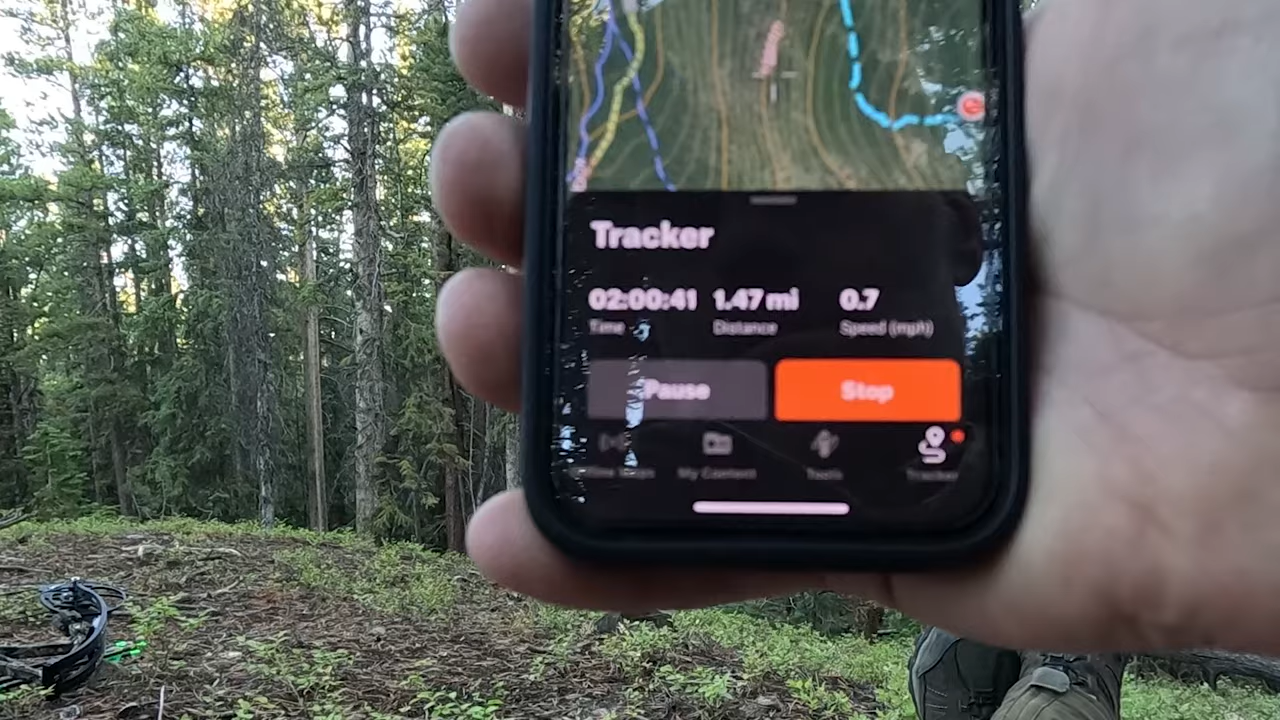 Tracker
02:00:41 1.47 mi 0.7
Time Distance Speed (mph)
Pause Stop
My Content Tools Tracker